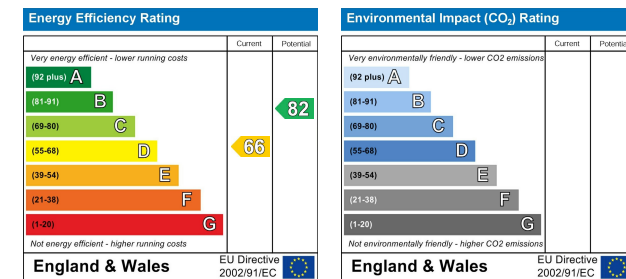 Energy Efficiency Rating
Current Potential
Very energy efficient - lower running costs
(92 plus) A
(81-91) B
82
(69-80) C
(55-68) D
66
(39-54) E
(21-38) F
(1-20) G
Not energy efficient - higher running costs
England & Wales
EU Directive
2002/91/EC
Environmental Impact (CO₂) Rating
Current Potential
Very environmentally friendly - lower CO2 emissions
(92 plus) A
(81-91) B
(69-80) C
(55-68) D
(39-54) E
(21-38) F
(1-20) G
Not environmentally friendly - higher CO2 emissions
England & Wales
EU Directive
2002/91/EC